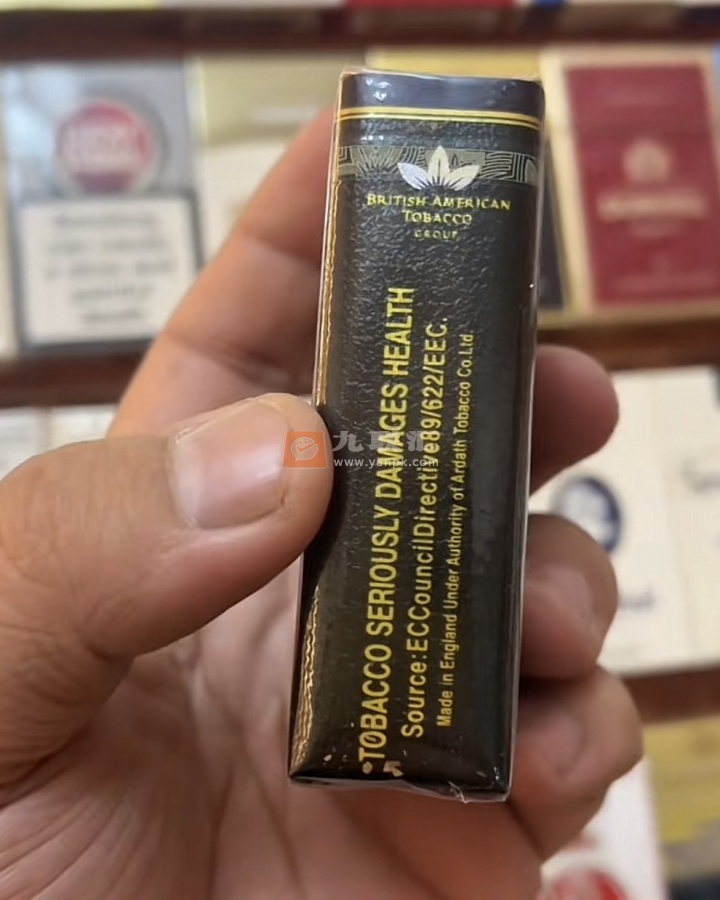 BRITISH AMERICAN
TOBACCO
GROUP
TOBACCO SERIOUSLY DAMAGES HEALTH
Source:ECCouncilDirective89/622/EEC.
Made in England Under Authority of Ardath Tobacco Co.Ltd.
www.yanpk.com